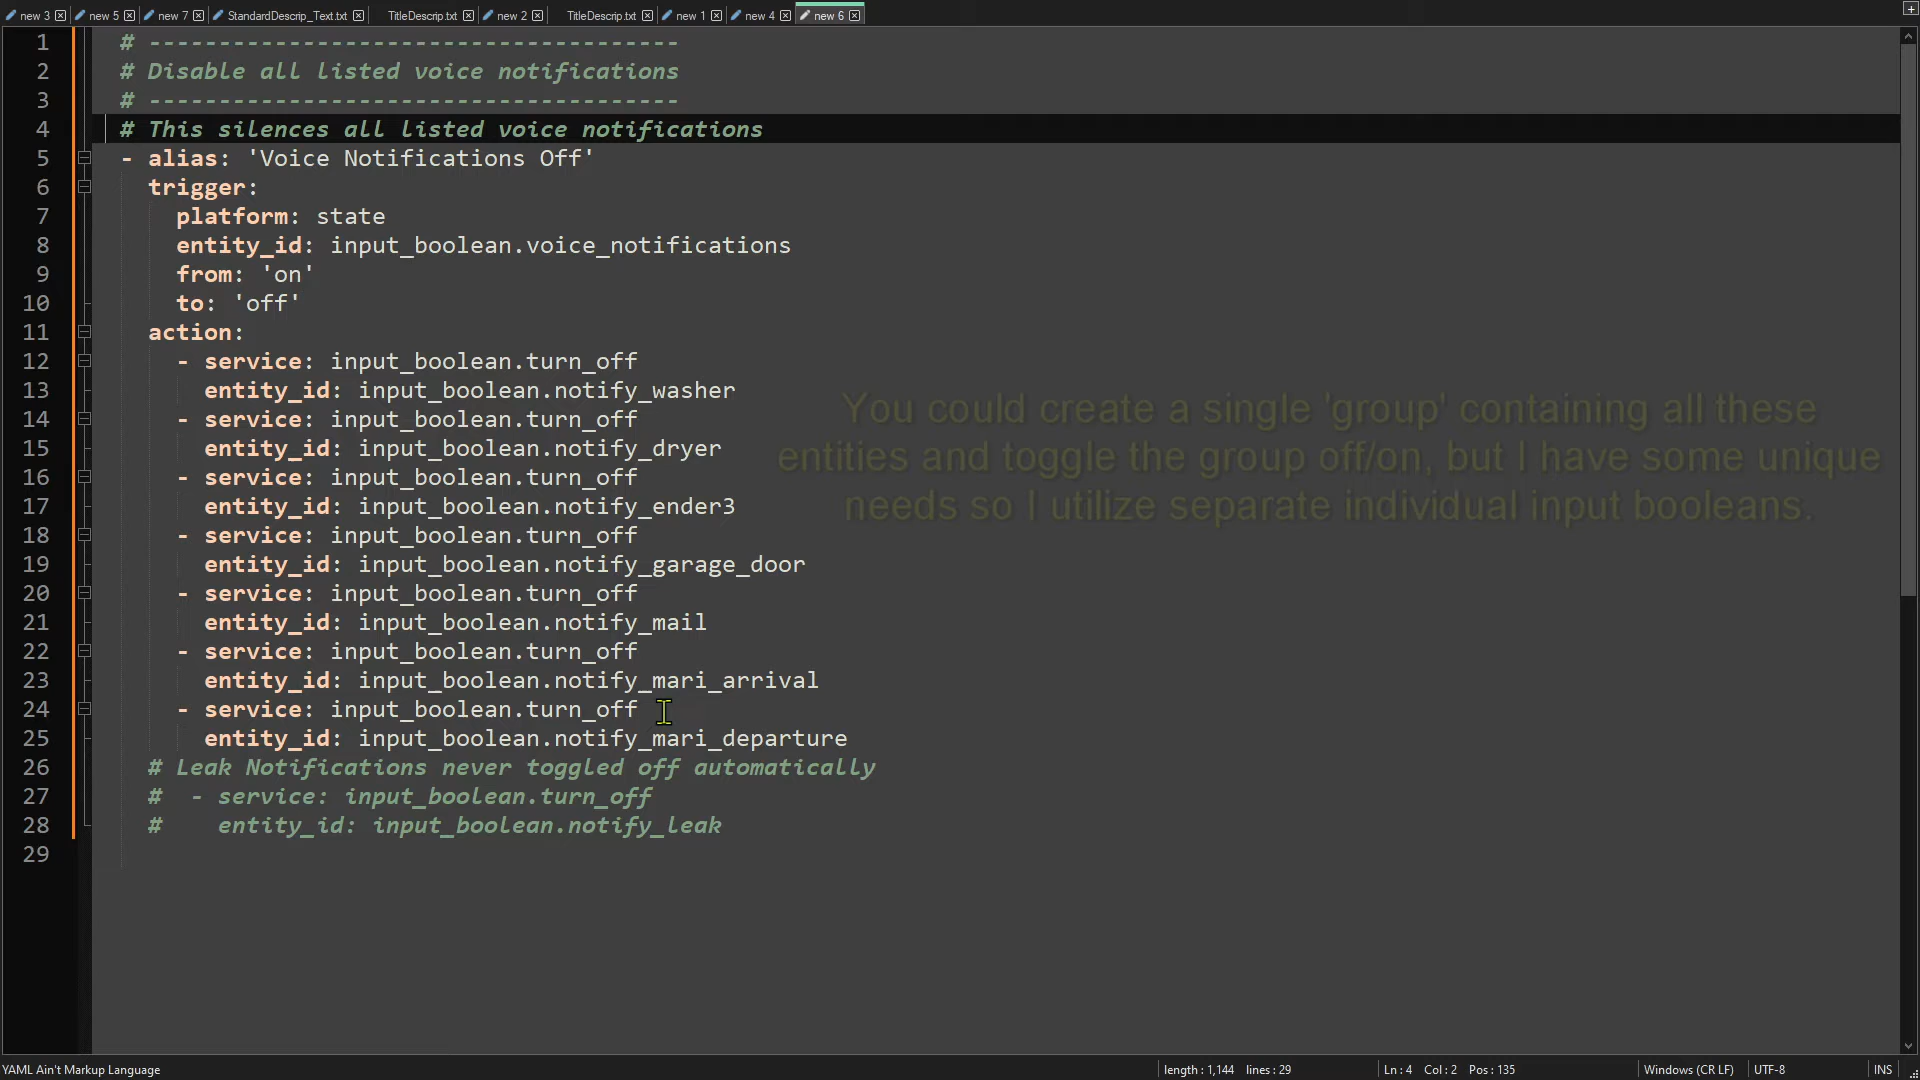 new 3 new 5 new 7 StandardDescrip_Text.txt TitleDescrip.txt new 2 TitleDescrip.txt new 1 new 4 new 6
1 # --------------------------------------
2 # Disable all listed voice notifications
3 # --------------------------------------
4 # This silences all listed voice notifications
5 - alias: 'Voice Notifications Off'
6 trigger:
7 platform: state
8 entity_id: input_boolean.voice_notifications
9 from: 'on'
10 to: 'off'
11 action:
12 - service: input_boolean.turn_off
13 entity_id: input_boolean.notify_washer
14 - service: input_boolean.turn_off
15 entity_id: input_boolean.notify_dryer
16 - service: input_boolean.turn_off
17 entity_id: input_boolean.notify_ender3
18 - service: input_boolean.turn_off
19 entity_id: input_boolean.notify_garage_door
20 - service: input_boolean.turn_off
21 entity_id: input_boolean.notify_mail
22 - service: input_boolean.turn_off
23 entity_id: input_boolean.notify_mari_arrival
24 - service: input_boolean.turn_off
25 entity_id: input_boolean.notify_mari_departure
26 # Leak Notifications never toggled off automatically
27 # - service: input_boolean.turn_off
28 # entity_id: input_boolean.notify_leak
29
You could create a single 'group' containing all these
entities and toggle the group off/on, but I have some unique
needs so I utilize separate individual input booleans.
YAML Ain't Markup Language length : 1,144 lines : 29 Ln : 4 Col : 2 Pos : 135 Windows (CR LF) UTF-8 INS